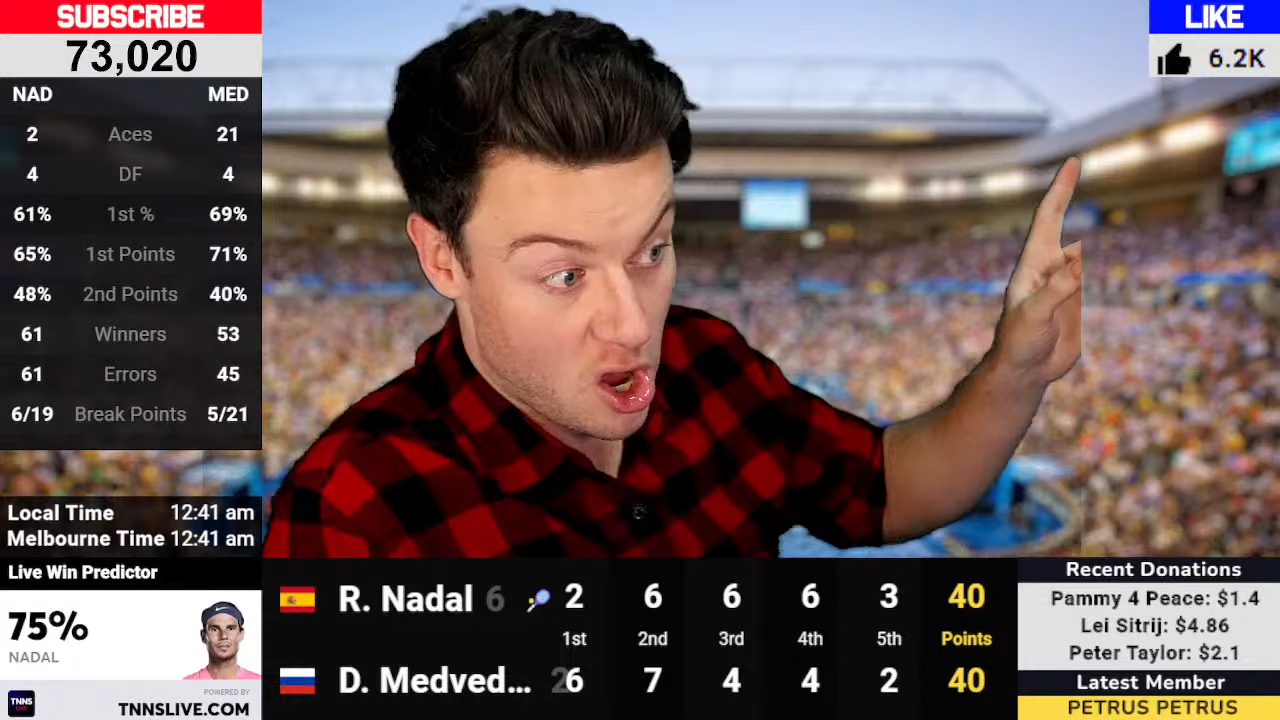 SUBSCRIBE
73,020
NAD MED
2 Aces 21
4 DF 4
61% 1st % 69%
65% 1st Points 71%
48% 2nd Points 40%
61 Winners 53
61 Errors 45
6/19 Break Points 5/21
LIKE
6.2K
Local Time 12:41 am
Melbourne Time 12:41 am
Live Win Predictor
75%
NADAL
POWERED BY
TNNS LIVE
TNNSLIVE.COM
R. Nadal 6 2 6 6 6 3 40
1st 2nd 3rd 4th 5th Points
D. Medved... 2 6 7 4 4 2 40
Recent Donations
Pammy 4 Peace: $1.4
Lei Sitrij: $4.86
Peter Taylor: $2.1
Latest Member
PETRUS PETRUS